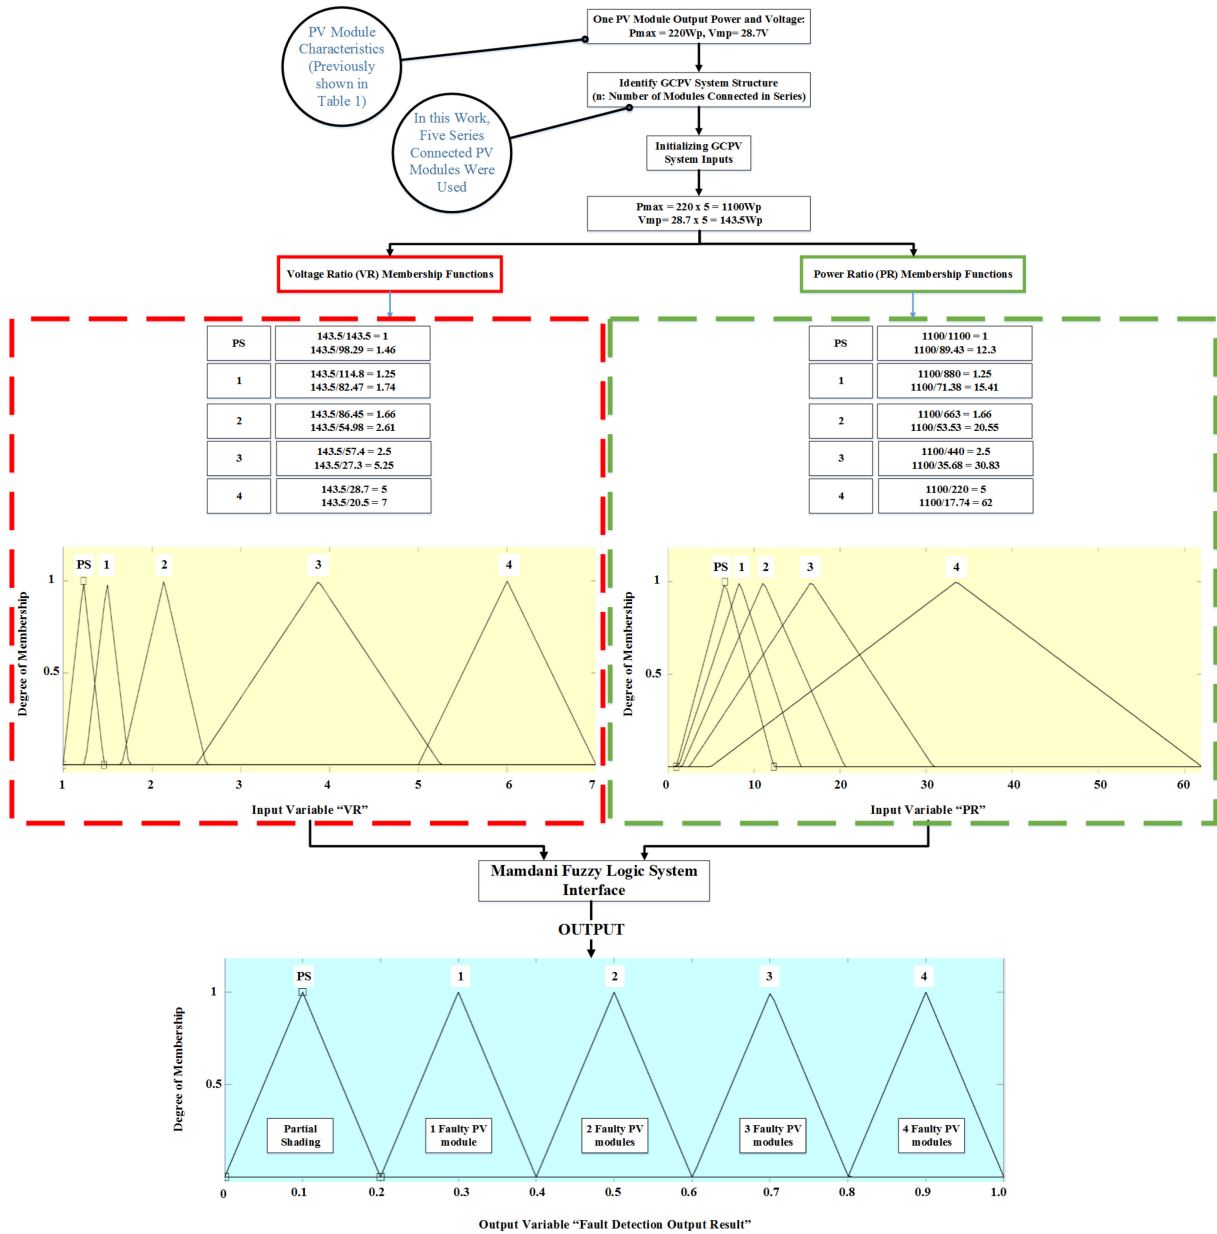 One PV Module Output Power and Voltage:
Pmax = 220Wp, Vmp= 28.7V
PV Module
Characteristics
(Previously
shown in
Table 1)
Identify GCPV System Structure
(n: Number of Modules Connected in Series)
In this Work,
Five Series
Connected PV
Modules Were
Used
Initializing GCPV
System Inputs
Pmax = 220 x 5 = 1100Wp
Vmp= 28.7 x 5 = 143.5Wp
Voltage Ratio (VR) Membership Functions
Power Ratio (PR) Membership Functions
PS
143.5/143.5 = 1
143.5/98.29 = 1.46
1
143.5/114.8 = 1.25
143.5/82.47 = 1.74
2
143.5/86.45 = 1.66
143.5/54.98 = 2.61
3
143.5/57.4 = 2.5
143.5/27.3 = 5.25
4
143.5/28.7 = 5
143.5/20.5 = 7
PS
1100/1100 = 1
1100/89.43 = 12.3
1
1100/880 = 1.25
1100/71.38 = 15.41
2
1100/663 = 1.66
1100/53.53 = 20.55
3
1100/440 = 2.5
1100/35.68 = 30.83
4
1100/220 = 5
1100/17.74 = 62
PS 1 2 3 4
1
0.5
Degree of Membership
1 2 3 4 5 6 7
Input Variable “VR”
PS 1 2 3 4
1
0.5
Degree of Membership
0 10 20 30 40 50 60
Input Variable “PR”
Mamdani Fuzzy Logic System
Interface
OUTPUT
PS 1 2 3 4
1
0.5
Degree of Membership
Partial
Shading
1 Faulty PV
module
2 Faulty PV
modules
3 Faulty PV
modules
4 Faulty PV
modules
0 0.1 0.2 0.3 0.4 0.5 0.6 0.7 0.8 0.9 1.0
Output Variable “Fault Detection Output Result”